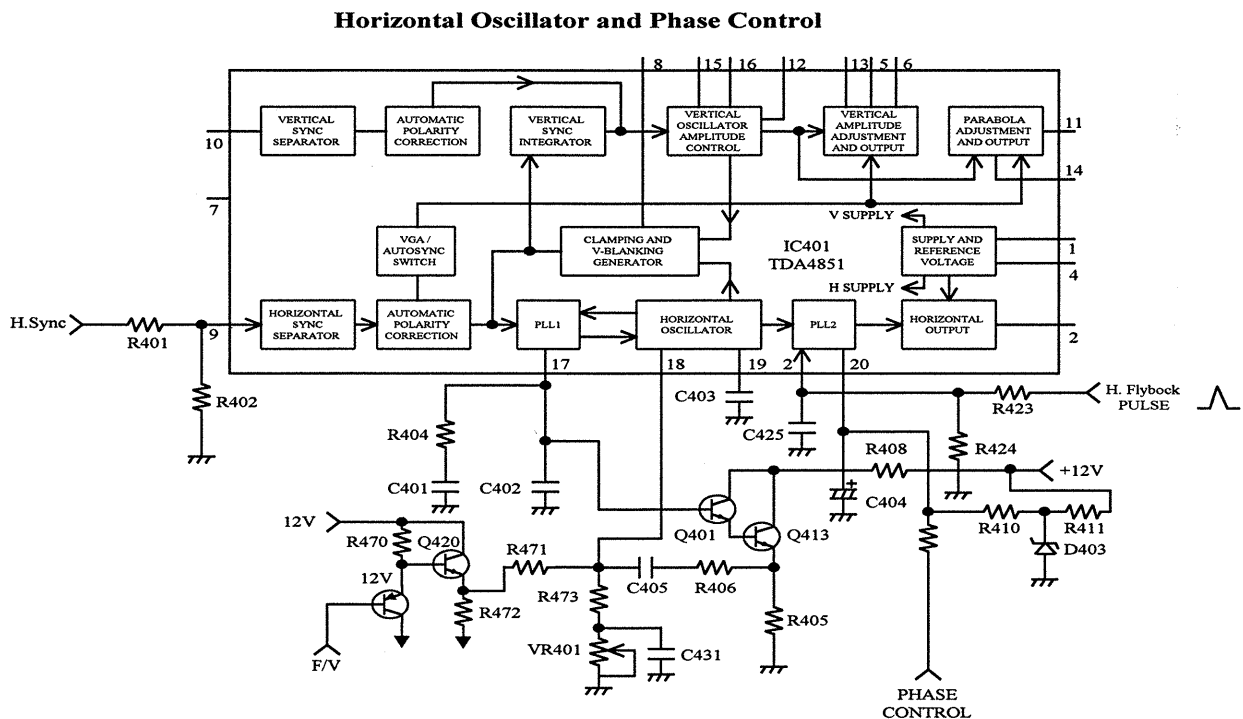 Horizontal Oscillator and Phase Control
8
15
16
12
13
5
6
10
VERTICAL
SYNC
SEPARATOR
AUTOMATIC
POLARITY
CORRECTION
VERTICAL
SYNC
INTEGRATOR
VERTICAL
OSCILLATOR
AMPLITUDE
CONTROL
VERTICAL
AMPLITUDE
ADJUSTMENT
AND OUTPUT
PARABOLA
ADJUSTMENT
AND OUTPUT
11
14
7
V SUPPLY
VGA /
AUTOSYNC
SWITCH
CLAMPING AND
V-BLANKING
GENERATOR
IC401
TDA4851
SUPPLY AND
REFERENCE
VOLTAGE
1
4
H SUPPLY
H.Sync
R401
9
HORIZONTAL
SYNC
SEPARATOR
AUTOMATIC
POLARITY
CORRECTION
PLL1
HORIZONTAL
OSCILLATOR
PLL2
HORIZONTAL
OUTPUT
2
17
18
19
2
20
R402
C403
R423
H. Flybock
PULSE
R404
C425
R408
R424
C401
C402
C404
+12V
12V
R470
Q420
R471
Q401
Q413
R410
R411
D403
12V
R472
R473
C405
R406
R405
F/V
VR401
C431
PHASE
CONTROL